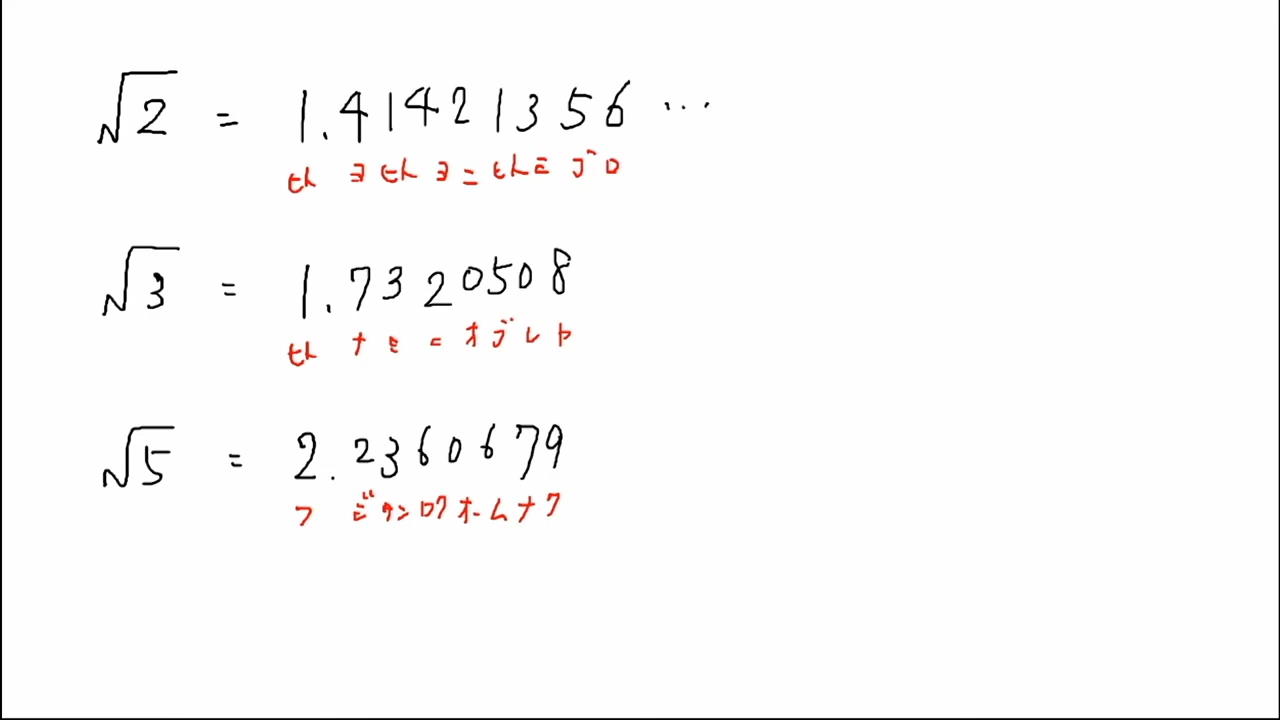 √2 = 1.41421356 ...
ヒト ヨ ヒト ヨ ニ ヒト ミ ゴ ロ
√3 = 1.7320508
ヒト ナ ミ ニ オ ゴ レ ヤ
√5 = 2.2360679
フ ジ サン ロク オーム ナク